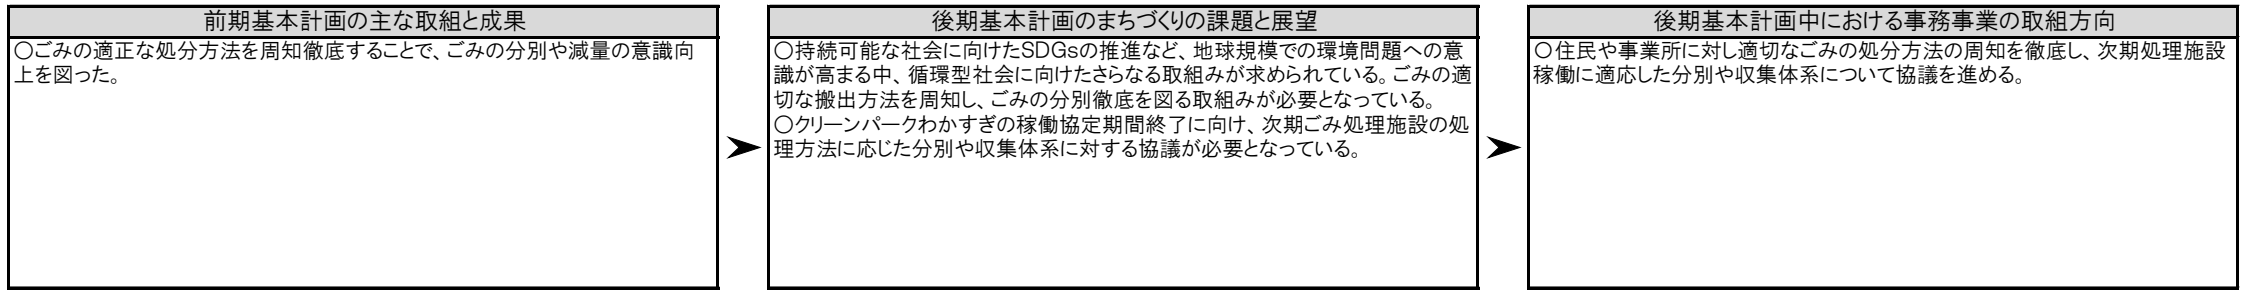 前期基本計画の主な取組と成果
○ごみの適正な処分方法を周知徹底することで、ごみの分別や減量の意識向
上を図った。
後期基本計画のまちづくりの課題と展望
○持続可能な社会に向けたSDGsの推進など、地球規模での環境問題への意
識が高まる中、循環型社会に向けたさらなる取組みが求められている。ごみの適
切な搬出方法を周知し、ごみの分別徹底を図る取組みが必要となっている。
○クリーンパークわかすぎの稼働協定期間終了に向け、次期ごみ処理施設の処
理方法に応じた分別や収集体系に対する協議が必要となっている。
後期基本計画中における事務事業の取組方向
○住民や事業所に対し適切なごみの処分方法の周知を徹底し、次期処理施設
稼働に適応した分別や収集体系について協議を進める。